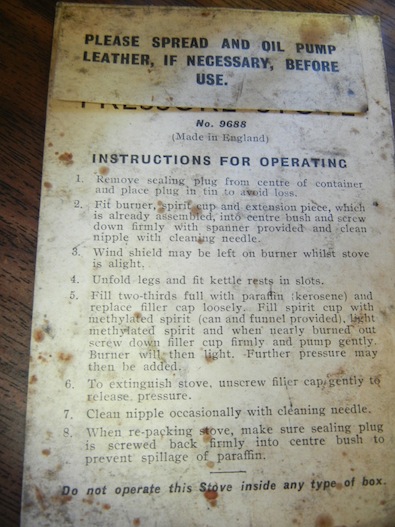 PLEASE SPREAD AND OIL PUMP
LEATHER, IF NECESSARY, BEFORE
USE.
PRESSURE STOVE
No. 9688
(Made in England)
INSTRUCTIONS FOR OPERATING
1. Remove sealing plug from centre of container
and place plug in tin to avoid loss.
2. Fit burner, spirit cup and extension piece, which
is already assembled, into centre bush and screw
down firmly with spanner provided and clean
nipple with cleaning needle.
3. Wind shield may be left on burner whilst stove
is alight.
4. Unfold legs and fit kettle rests in slots.
5. Fill two-thirds full with paraffin (kerosene) and
replace filler cap loosely. Fill spirit cup with
methylated spirit (can and funnel provided), light
methylated spirit and when nearly burned out
screw down filler cup firmly and pump gently.
Burner will then light. Further pressure may
then be added.
6. To extinguish stove, unscrew filler cap gently to
release pressure.
7. Clean nipple occasionally with cleaning needle.
8. When re-packing stove, make sure sealing plug
is screwed back firmly into centre bush to
prevent spillage of paraffin.
Do not operate this Stove inside any type of box.